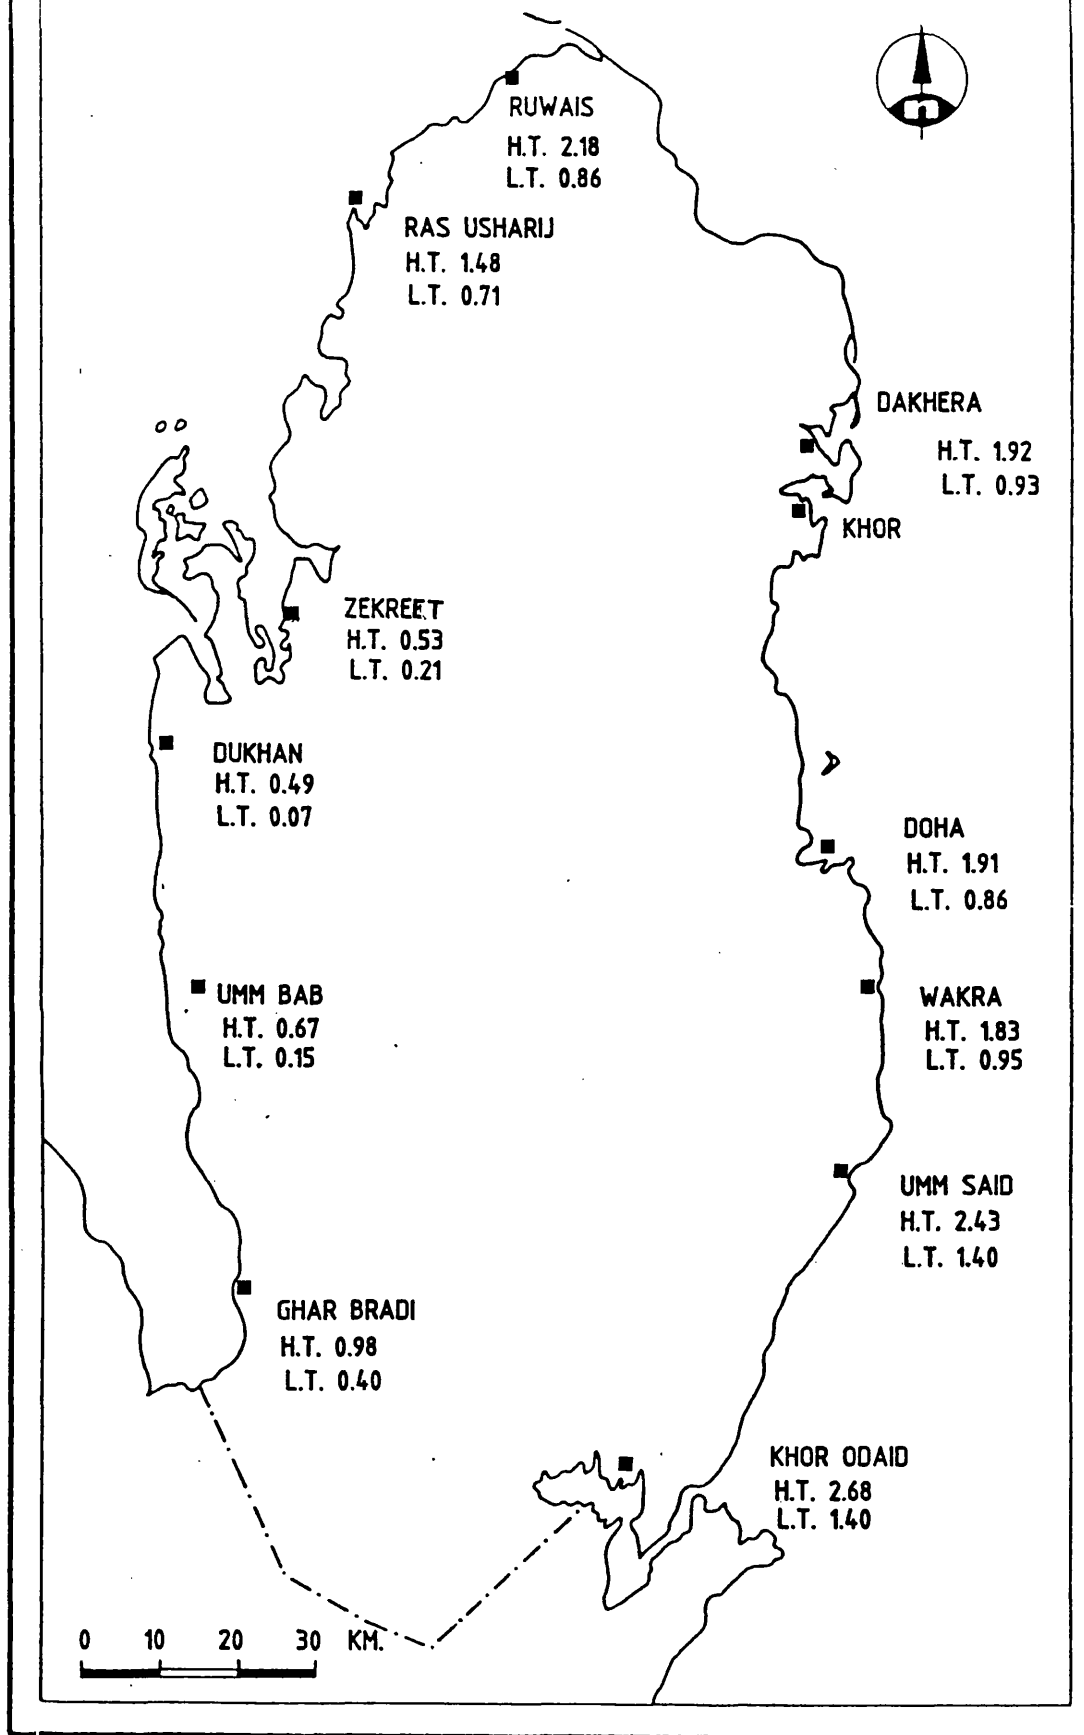 n
RUWAIS
H.T. 2.18
L.T. 0.86
RAS USHARIJ
H.T. 1.48
L.T. 0.71
DAKHERA
H.T. 1.92
L.T. 0.93
KHOR
ZEKREET
H.T. 0.53
L.T. 0.21
DUKHAN
H.T. 0.49
L.T. 0.07
DOHA
H.T. 1.91
L.T. 0.86
UMM BAB
H.T. 0.67
L.T. 0.15
WAKRA
H.T. 1.83
L.T. 0.95
UMM SAID
H.T. 2.43
L.T. 1.40
GHAR BRADI
H.T. 0.98
L.T. 0.40
KHOR ODAID
H.T. 2.68
L.T. 1.40
0 10 20 30 KM.